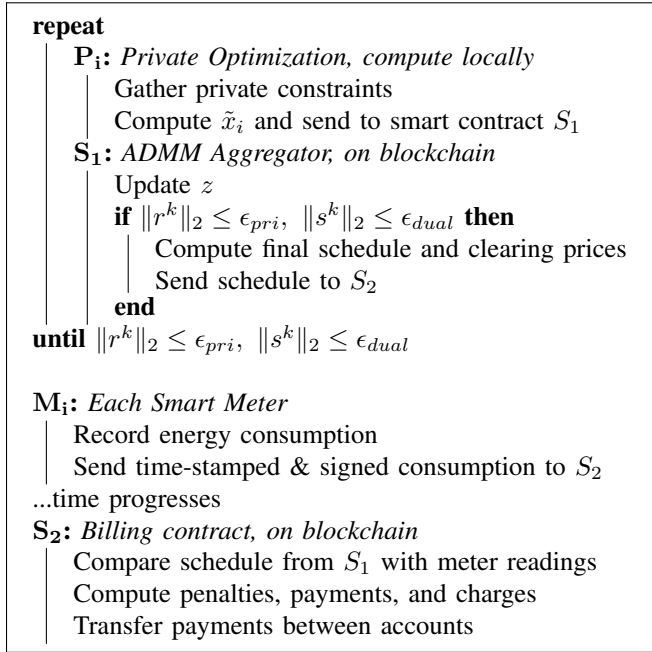 repeat
P_i: Private Optimization, compute locally
Gather private constraints
Compute x̃_i and send to smart contract S_1
S_1: ADMM Aggregator, on blockchain
Update z
if ‖r^k‖_2 ≤ ϵ_pri, ‖s^k‖_2 ≤ ϵ_dual then
Compute final schedule and clearing prices
Send schedule to S_2
end
until ‖r^k‖_2 ≤ ϵ_pri, ‖s^k‖_2 ≤ ϵ_dual
M_i: Each Smart Meter
Record energy consumption
Send time-stamped & signed consumption to S_2
...time progresses
S_2: Billing contract, on blockchain
Compare schedule from S_1 with meter readings
Compute penalties, payments, and charges
Transfer payments between accounts